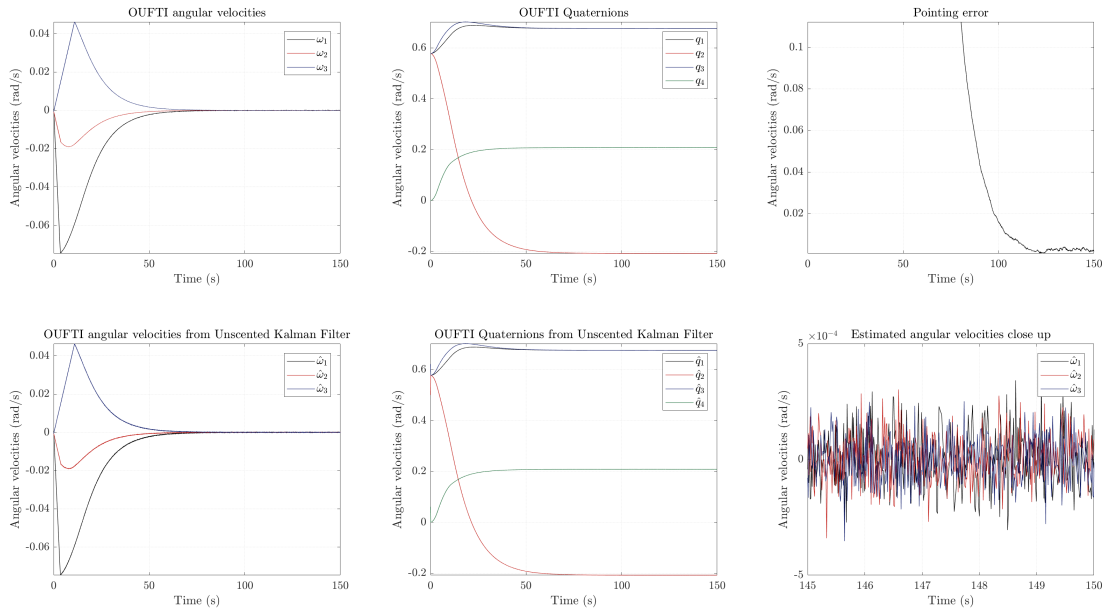 OUFTI angular velocities
Angular velocities (rad/s)
0.04
0.02
0
-0.02
-0.04
-0.06
ω₁
ω₂
ω₃
0
50
100
150
Time (s)
OUFTI Quaternions
Angular velocities (rad/s)
0.6
0.4
0.2
0
-0.2
q₁
q₂
q₃
q₄
0
50
100
150
Time (s)
Pointing error
Angular velocities (rad/s)
0.1
0.08
0.06
0.04
0.02
0
50
100
150
Time (s)
OUFTI angular velocities from Unscented Kalman Filter
Angular velocities (rad/s)
0.04
0.02
0
-0.02
-0.04
-0.06
ω̂₁
ω̂₂
ω̂₃
0
50
100
150
Time (s)
OUFTI Quaternions from Unscented Kalman Filter
Angular velocities (rad/s)
0.6
0.4
0.2
0
-0.2
q̂₁
q̂₂
q̂₃
q̂₄
0
50
100
150
Time (s)
Estimated angular velocities close up
×10⁻⁴
Angular velocities (rad/s)
5
0
-5
ω̂₁
ω̂₂
ω̂₃
145
146
147
148
149
150
Time (s)